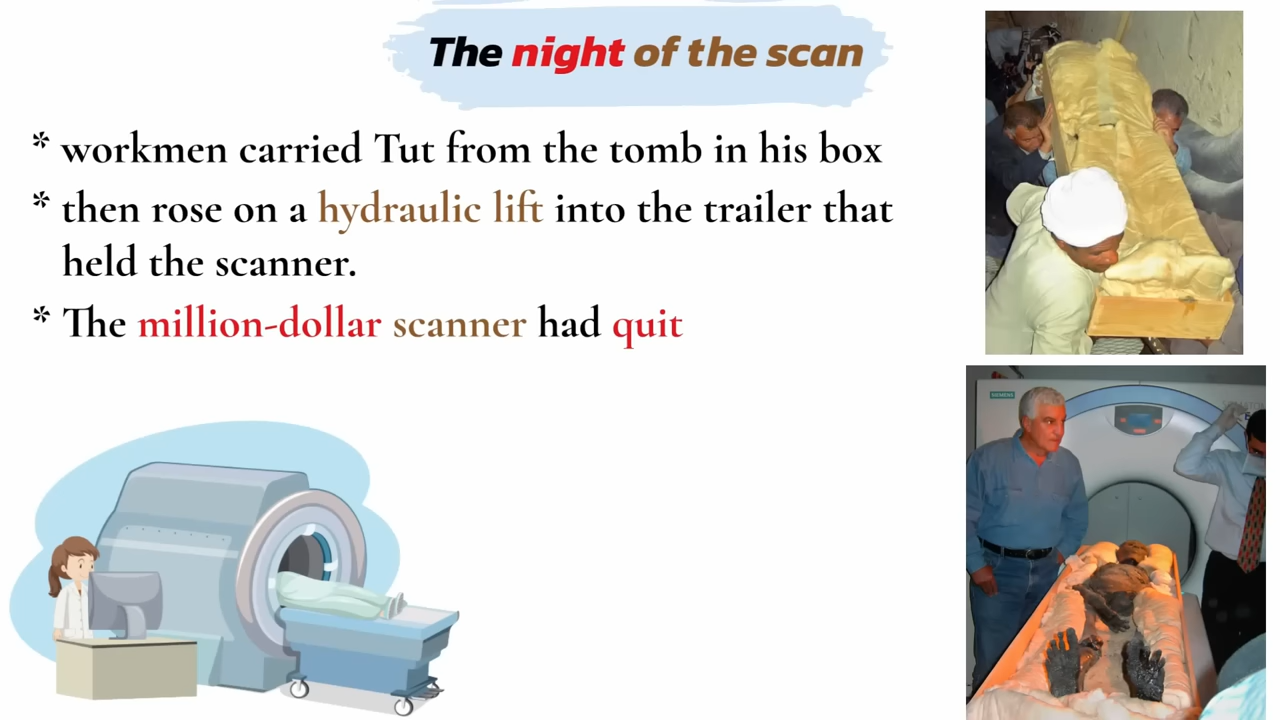 The night of the scan
* workmen carried Tut from the tomb in his box
* then rose on a hydraulic lift into the trailer that
held the scanner.
* The million-dollar scanner had quit
SIEMENS